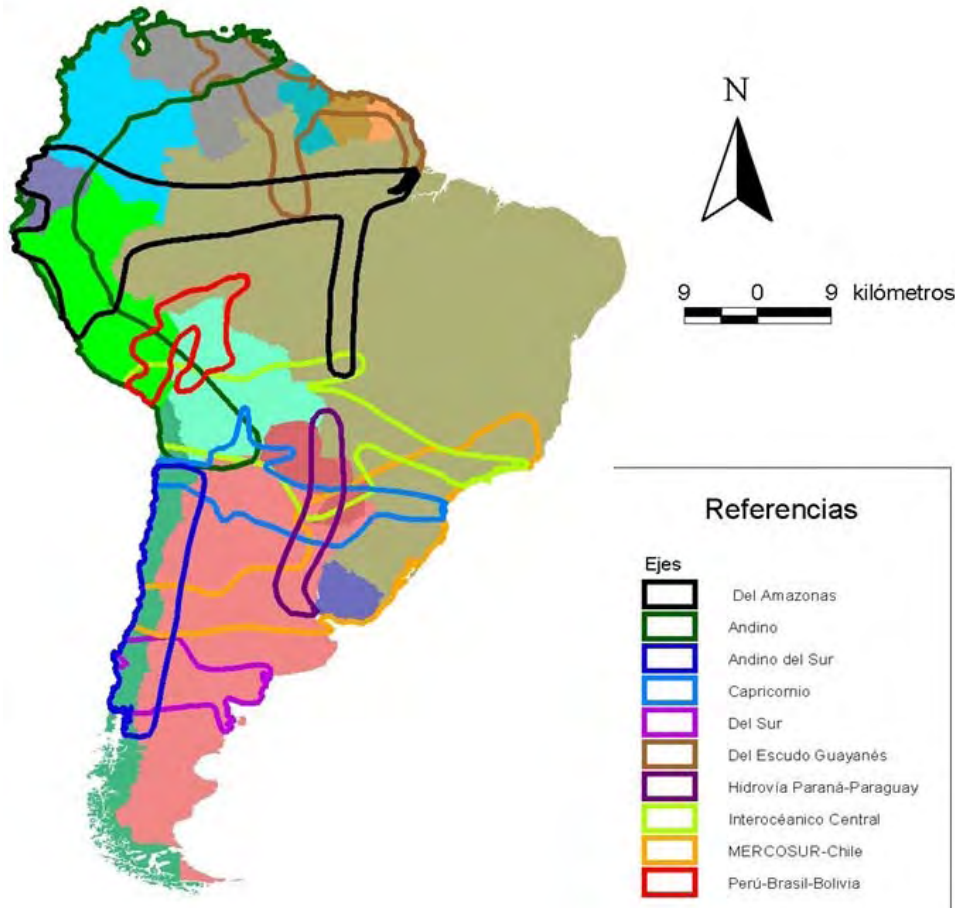 N
9 0 9 kilómetros
Referencias
Ejes
Del Amazonas
Andino
Andino del Sur
Capricornio
Del Sur
Del Escudo Guayanés
Hidrovía Paraná-Paraguay
Interocéanico Central
MERCOSUR-Chile
Perú-Brasil-Bolivia